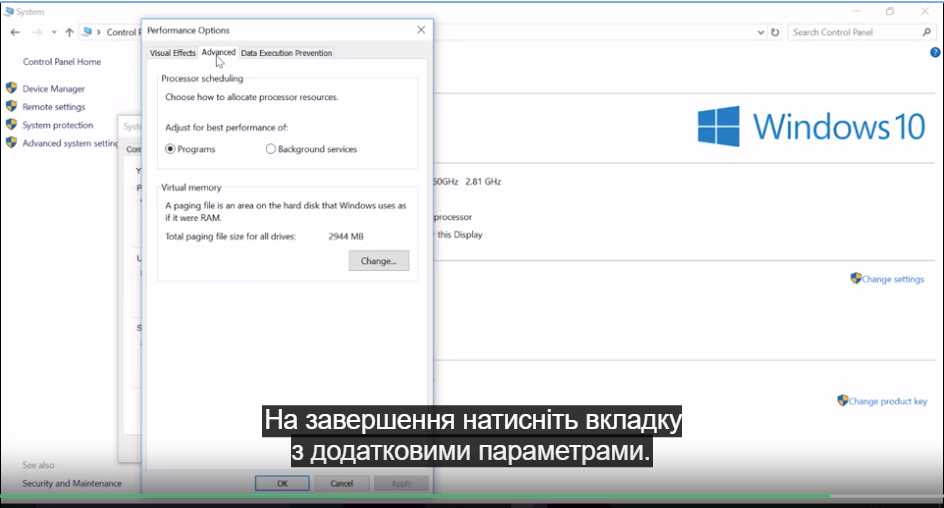 System
Control P
Search Control Panel
Performance Options
Visual Effects
Advanced
Data Execution Prevention
Control Panel Home
Device Manager
Remote settings
System protection
Advanced system setting
Syst
Processor scheduling
Choose how to allocate processor resources.
Adjust for best performance of:
Programs
Background services
Virtual memory
A paging file is an area on the hard disk that Windows uses as
if it were RAM.
Total paging file size for all drives: 2944 MB
Change...
Windows 10
60GHz 2.81 GHz
processor
this Display
Change settings
Change product key
На завершення натисніть вкладку
з додатковими параметрами.
See also
Security and Maintenance
OK
Cancel
Apply